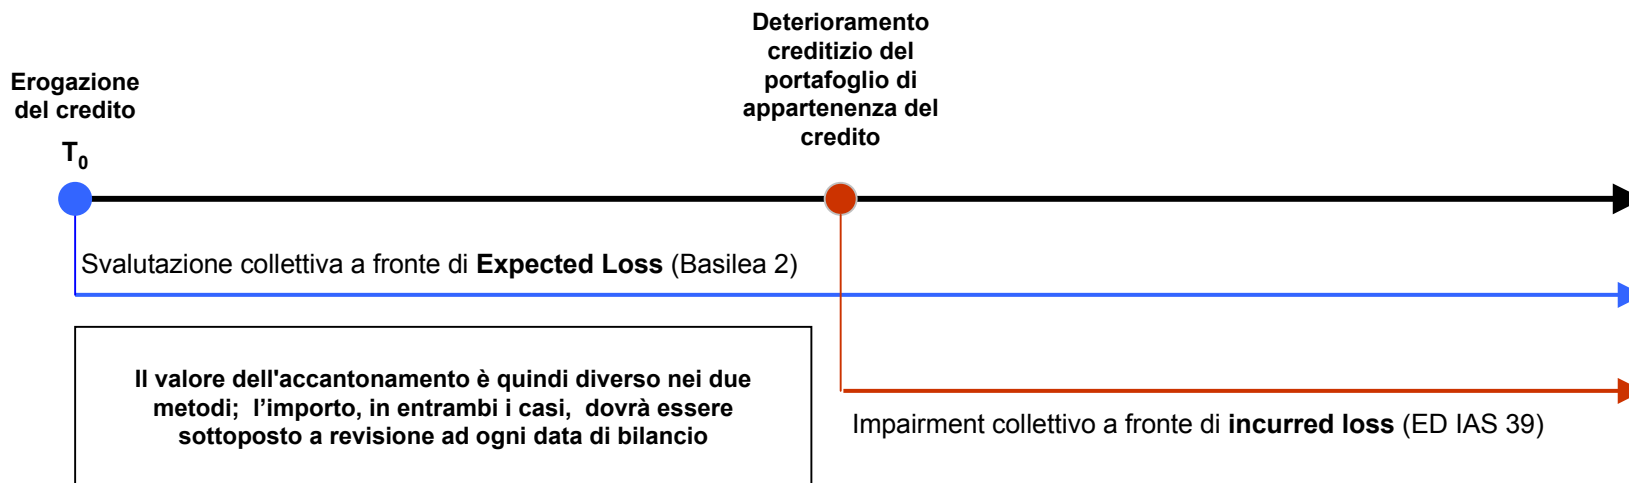 Erogazione
del credito
T0
Deterioramento
creditizio del
portafoglio di
appartenenza del
credito
Svalutazione collettiva a fronte di Expected Loss (Basilea 2)
Il valore dell'accantonamento è quindi diverso nei due
metodi; l’importo, in entrambi i casi, dovrà essere
sottoposto a revisione ad ogni data di bilancio
Impairment collettivo a fronte di incurred loss (ED IAS 39)